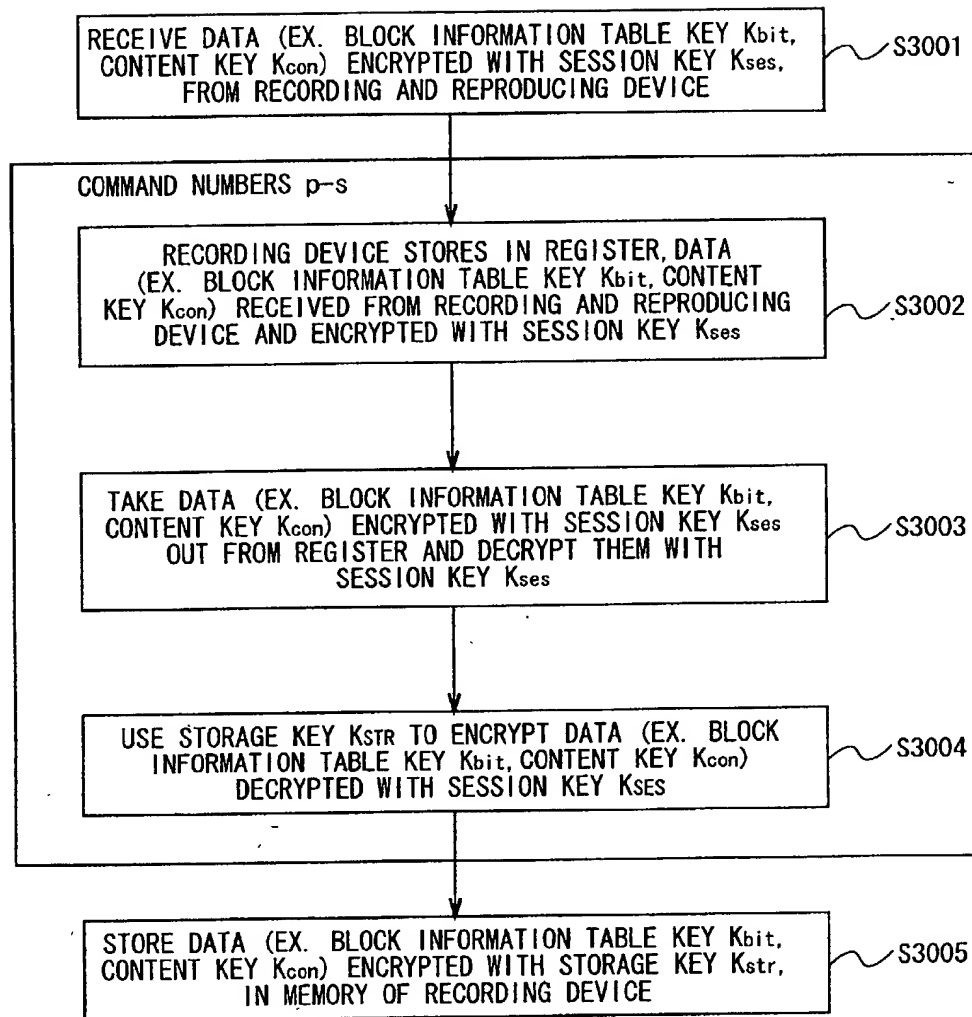 RECEIVE DATA (EX. BLOCK INFORMATION TABLE KEY Kbit,
CONTENT KEY Kcon) ENCRYPTED WITH SESSION KEY Kses,
FROM RECORDING AND REPRODUCING DEVICE
S3001
COMMAND NUMBERS p-s
RECORDING DEVICE STORES IN REGISTER, DATA
(EX. BLOCK INFORMATION TABLE KEY Kbit, CONTENT
KEY Kcon) RECEIVED FROM RECORDING AND REPRODUCING
DEVICE AND ENCRYPTED WITH SESSION KEY Kses
S3002
TAKE DATA (EX. BLOCK INFORMATION TABLE KEY Kbit,
CONTENT KEY Kcon) ENCRYPTED WITH SESSION KEY Kses
OUT FROM REGISTER AND DECRYPT THEM WITH
SESSION KEY Kses
S3003
USE STORAGE KEY KSTR TO ENCRYPT DATA (EX. BLOCK
INFORMATION TABLE KEY Kbit, CONTENT KEY Kcon)
DECRYPTED WITH SESSION KEY KSES
S3004
STORE DATA (EX. BLOCK INFORMATION TABLE KEY Kbit,
CONTENT KEY Kcon) ENCRYPTED WITH STORAGE KEY Kstr,
IN MEMORY OF RECORDING DEVICE
S3005